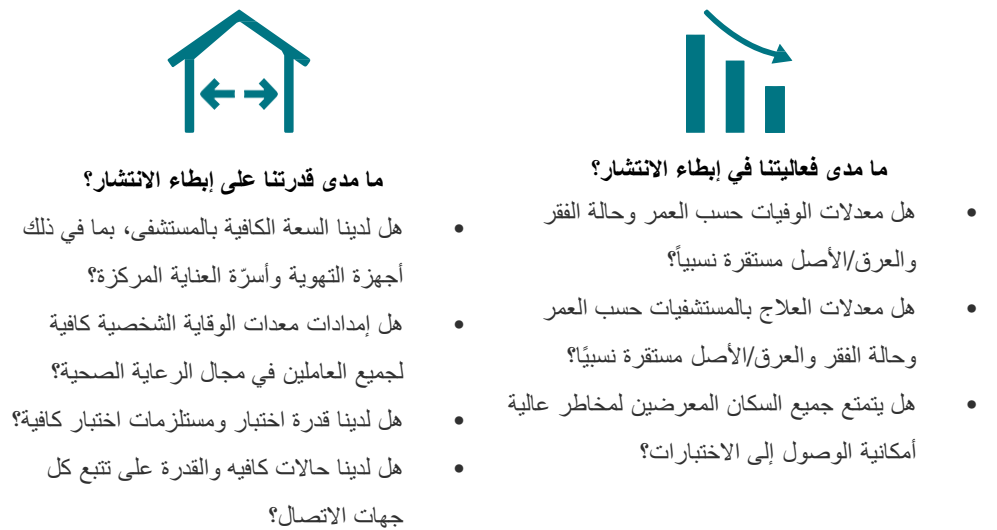 ما مدى فعاليتنا في إبطاء الانتشار؟
• هل معدلات الوفيات حسب العمر وحالة الفقر
والعرق/الأصل مستقرة نسبياً؟
• هل معدلات العلاج بالمستشفيات حسب العمر
وحالة الفقر والعرق/الأصل مستقرة نسبيًا؟
• هل يتمتع جميع السكان المعرضين لمخاطر عالية
أمكانية الوصول إلى الاختبارات؟
ما مدى قدرتنا على إبطاء الانتشار؟
• هل لدينا السعة الكافية بالمستشفى، بما في ذلك
أجهزة التهوية وأسرّة العناية المركزة؟
• هل إمدادات معدات الوقاية الشخصية كافية
لجميع العاملين في مجال الرعاية الصحية؟
• هل لدينا قدرة اختبار ومستلزمات اختبار كافية؟
• هل لدينا حالات كافيه والقدرة على تتبع كل
جهات الاتصال؟